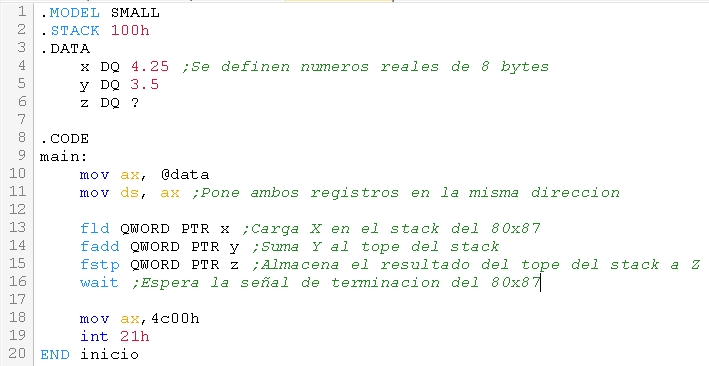 1 .MODEL SMALL
2 .STACK 100h
3 .DATA
4     x DQ 4.25 ;Se definen numeros reales de 8 bytes
5     y DQ 3.5
6     z DQ ?
7
8 .CODE
9 main:
10     mov ax, @data
11     mov ds, ax ;Pone ambos registros en la misma direccion
12
13     fld QWORD PTR x ;Carga X en el stack del 80x87
14     fadd QWORD PTR y ;Suma Y al tope del stack
15     fstp QWORD PTR z ;Almacena el resultado del tope del stack a Z
16     wait ;Espera la señal de terminacion del 80x87
17
18     mov ax,4c00h
19     int 21h
20 END inicio